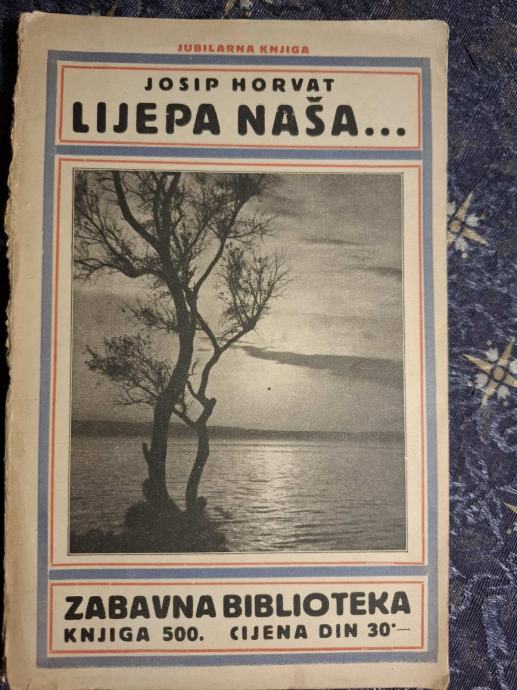 JUBILARNA KNJIGA
JOSIP HORVAT
LIJEPA NAŠA...
ZABAVNA BIBLIOTEKA
KNJIGA 500. CIJENA DIN 30·—